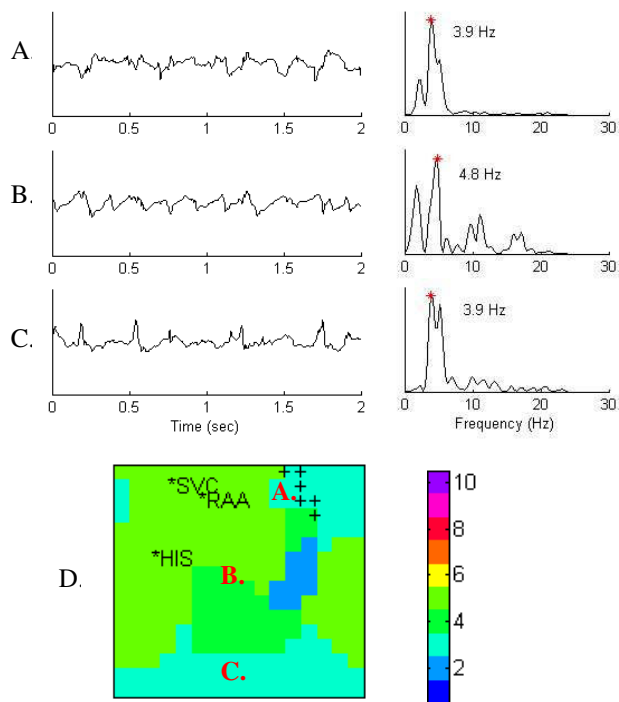 A.
3.9 Hz
0 0.5 1 1.5 2
0 10 20 30
B.
4.8 Hz
0 0.5 1 1.5 2
0 10 20 30
C.
3.9 Hz
0 0.5 1 1.5 2
0 10 20 30
Time (sec)
Frequency (Hz)
D.
*SVC
*RAA
A.
*HIS
B.
C.
10
8
6
4
2